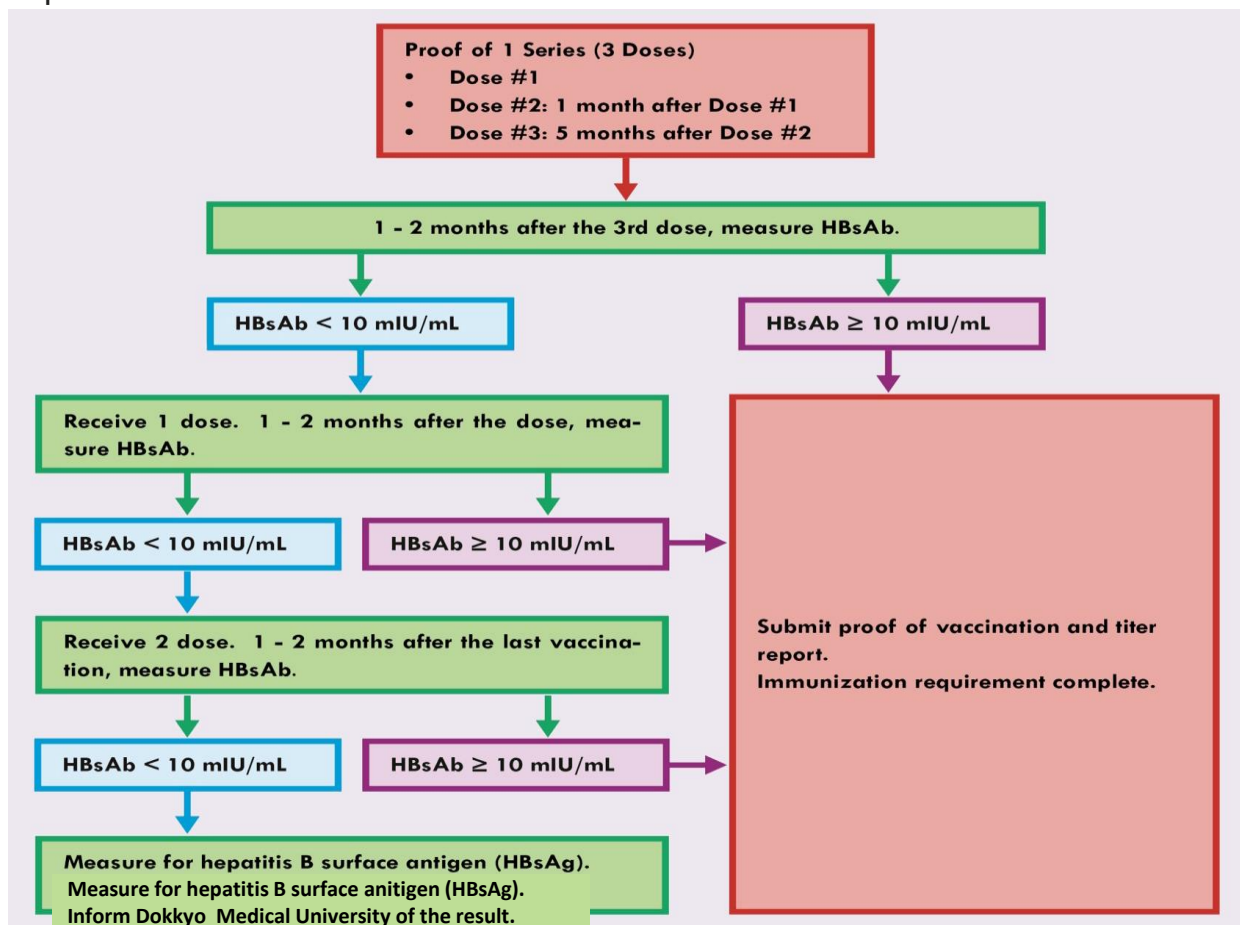 Proof of 1 Series (3 Doses)
• Dose #1
• Dose #2: 1 month after Dose #1
• Dose #3: 5 months after Dose #2
1 - 2 months after the 3rd dose, measure HBsAb.
HBsAb < 10 mIU/mL
HBsAb ≥ 10 mIU/mL
Receive 1 dose. 1 - 2 months after the dose, mea-
sure HBsAb.
HBsAb < 10 mIU/mL
HBsAb ≥ 10 mIU/mL
Receive 2 dose. 1 - 2 months after the last vaccina-
tion, measure HBsAb.
Submit proof of vaccination and titer
report.
Immunization requirement complete.
HBsAb < 10 mIU/mL
HBsAb ≥ 10 mIU/mL
Measure for hepatitis B surface antigen (HBsAg).
Measure for hepatitis B surface anitigen (HBsAg).
Inform Dokkyo Medical University of the result.